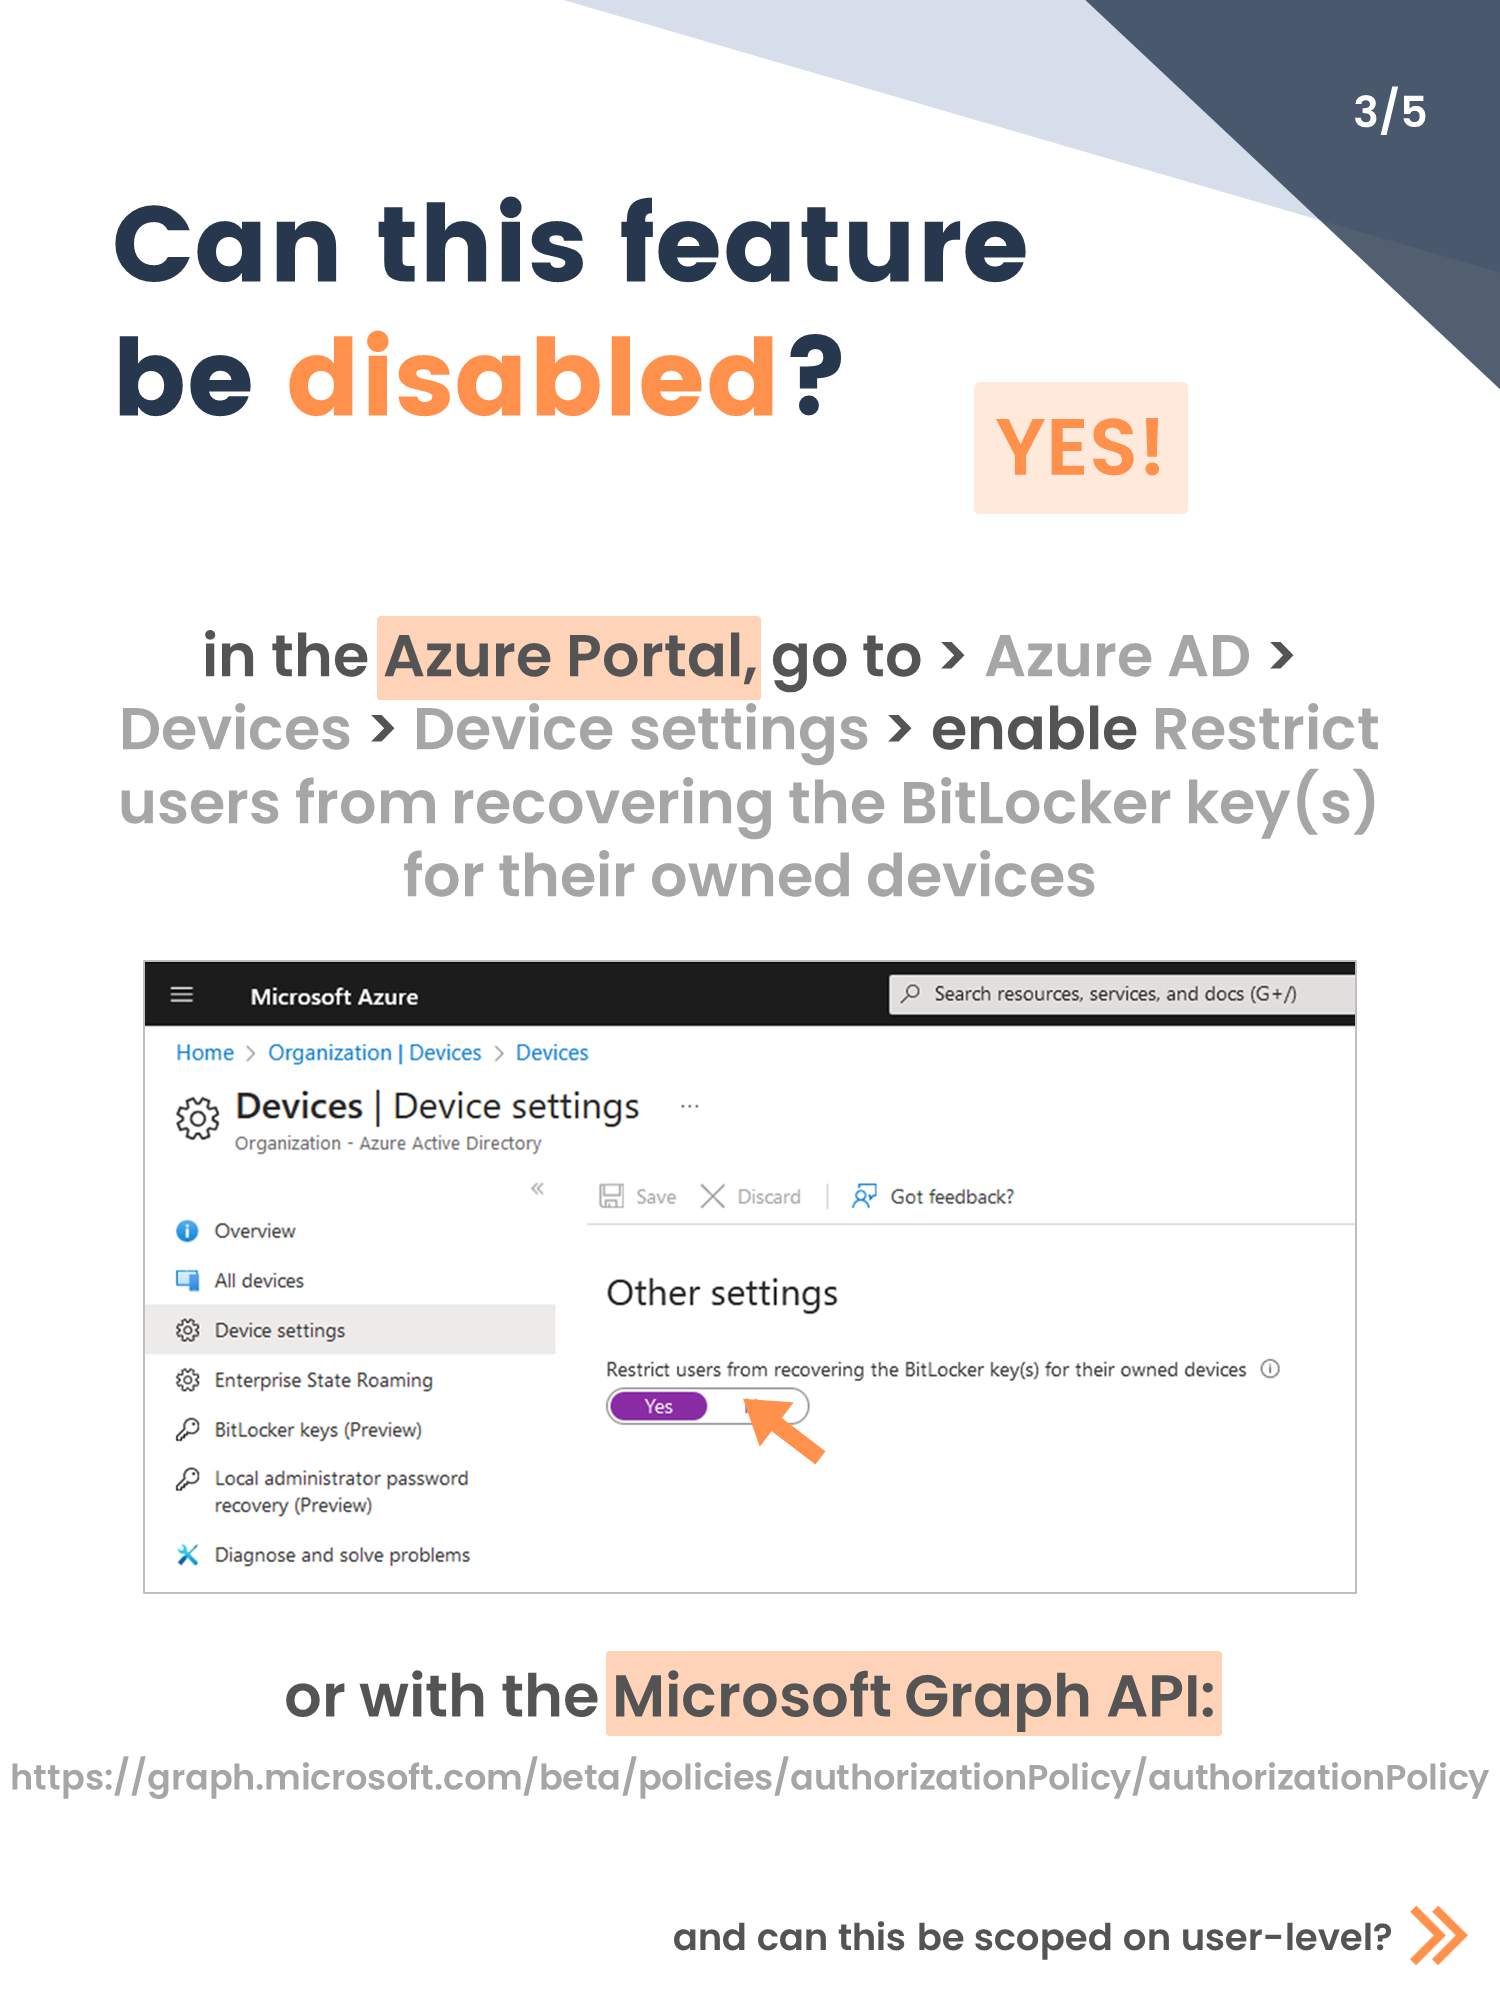 3/5
Can this feature
be disabled?
YES!
in the Azure Portal, go to > Azure AD >
Devices > Device settings > enable Restrict
users from recovering the BitLocker key(s)
for their owned devices
Microsoft Azure
Search resources, services, and docs (G+/)
Home > Organization | Devices > Devices
Devices | Device settings ...
Organization - Azure Active Directory
«
Save Discard | Got feedback?
Overview
All devices
Device settings
Enterprise State Roaming
BitLocker keys (Preview)
Local administrator password
recovery (Preview)
Diagnose and solve problems
Other settings
Restrict users from recovering the BitLocker key(s) for their owned devices
Yes
or with the Microsoft Graph API:
https://graph.microsoft.com/beta/policies/authorizationPolicy/authorizationPolicy
and can this be scoped on user-level?